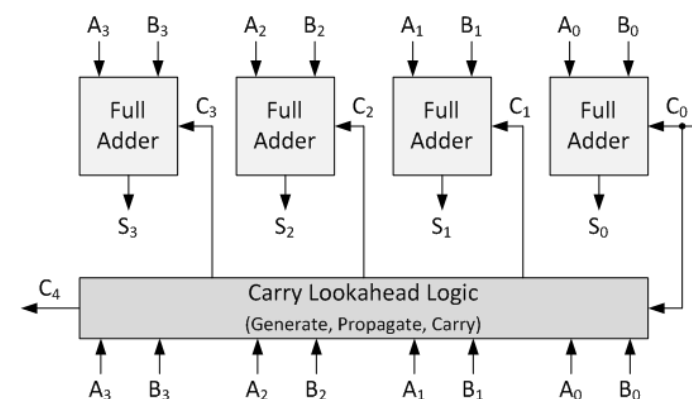 A₃ B₃ A₂ B₂ A₁ B₁ A₀ B₀
Full Adder C₃ Full Adder C₂ Full Adder C₁ Full Adder C₀
S₃ S₂ S₁ S₀
C₄ Carry Lookahead Logic
(Generate, Propagate, Carry)
A₃ B₃ A₂ B₂ A₁ B₁ A₀ B₀